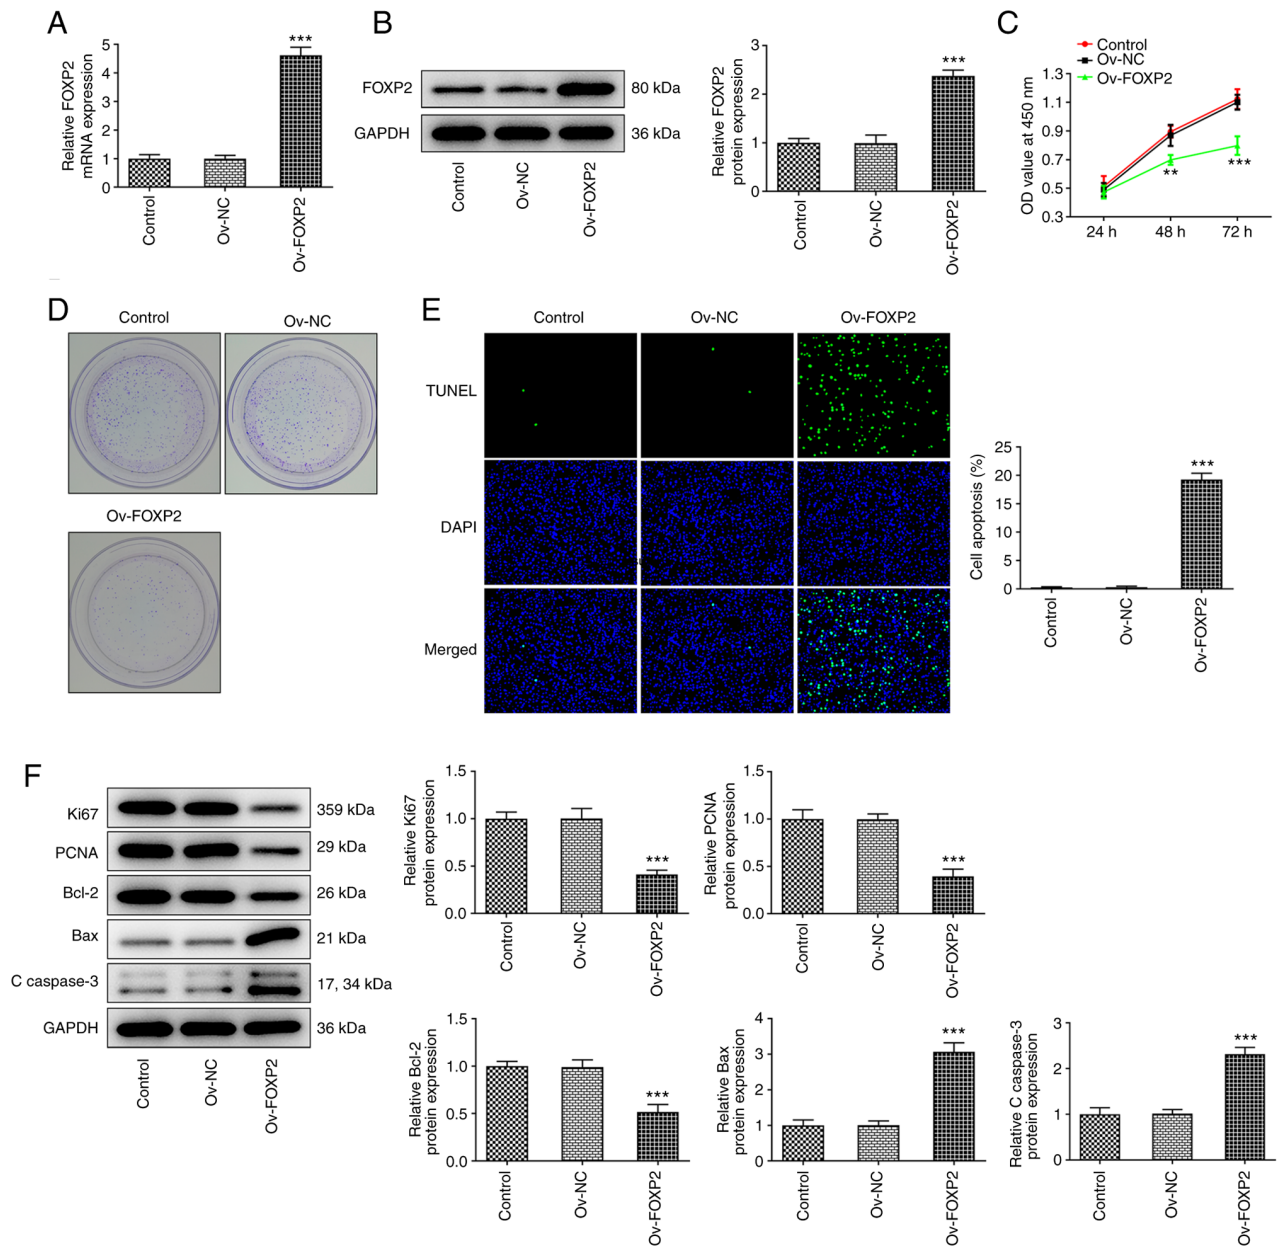 A
Relative FOXP2
mRNA expression
5
4
3
2
1
0
***
Control
Ov-NC
Ov-FOXP2
B
FOXP2
80 kDa
GAPDH
36 kDa
Control
Ov-NC
Ov-FOXP2
Relative FOXP2
protein expression
3
2
1
0
***
Control
Ov-NC
Ov-FOXP2
C
Control
Ov-NC
Ov-FOXP2
OD value at 450 nm
1.3
1.1
0.9
0.7
0.5
0.3
**
***
24 h
48 h
72 h
D
Control
Ov-NC
Ov-FOXP2
E
Control
Ov-NC
Ov-FOXP2
TUNEL
DAPI
Merged
Cell apoptosis (%)
25
20
15
10
5
0
***
Control
Ov-NC
Ov-FOXP2
F
Ki67
359 kDa
PCNA
29 kDa
Bcl-2
26 kDa
Bax
21 kDa
C caspase-3
17, 34 kDa
GAPDH
36 kDa
Control
Ov-NC
Ov-FOXP2
Relative Ki67
protein expression
1.5
1.0
0.5
0.0
***
Control
Ov-NC
Ov-FOXP2
Relative PCNA
protein expression
1.5
1.0
0.5
0.0
***
Control
Ov-NC
Ov-FOXP2
Relative Bcl-2
protein expression
1.5
1.0
0.5
0.0
***
Control
Ov-NC
Ov-FOXP2
Relative Bax
protein expression
4
3
2
1
0
***
Control
Ov-NC
Ov-FOXP2
Relative C caspase-3
protein expression
3
2
1
0
***
Control
Ov-NC
Ov-FOXP2